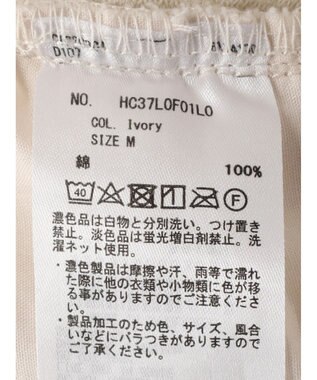 D107
NO. HC37L0F01L0
COL. Ivory
SIZE M
綿 100%
40 F
濃色品は白物と分別洗い。つけ置き
禁止。淡色品は蛍光増白剤禁止。洗
濯ネット使用。
・濃色製品は摩擦や汗、雨等で濡れ
た際に他の衣類や小物類に色が移
る事がありますのでご注意くださ
い。
・製品加工のため色、サイズ、風合
いなどにバラつきがありますので
ご了承ください。